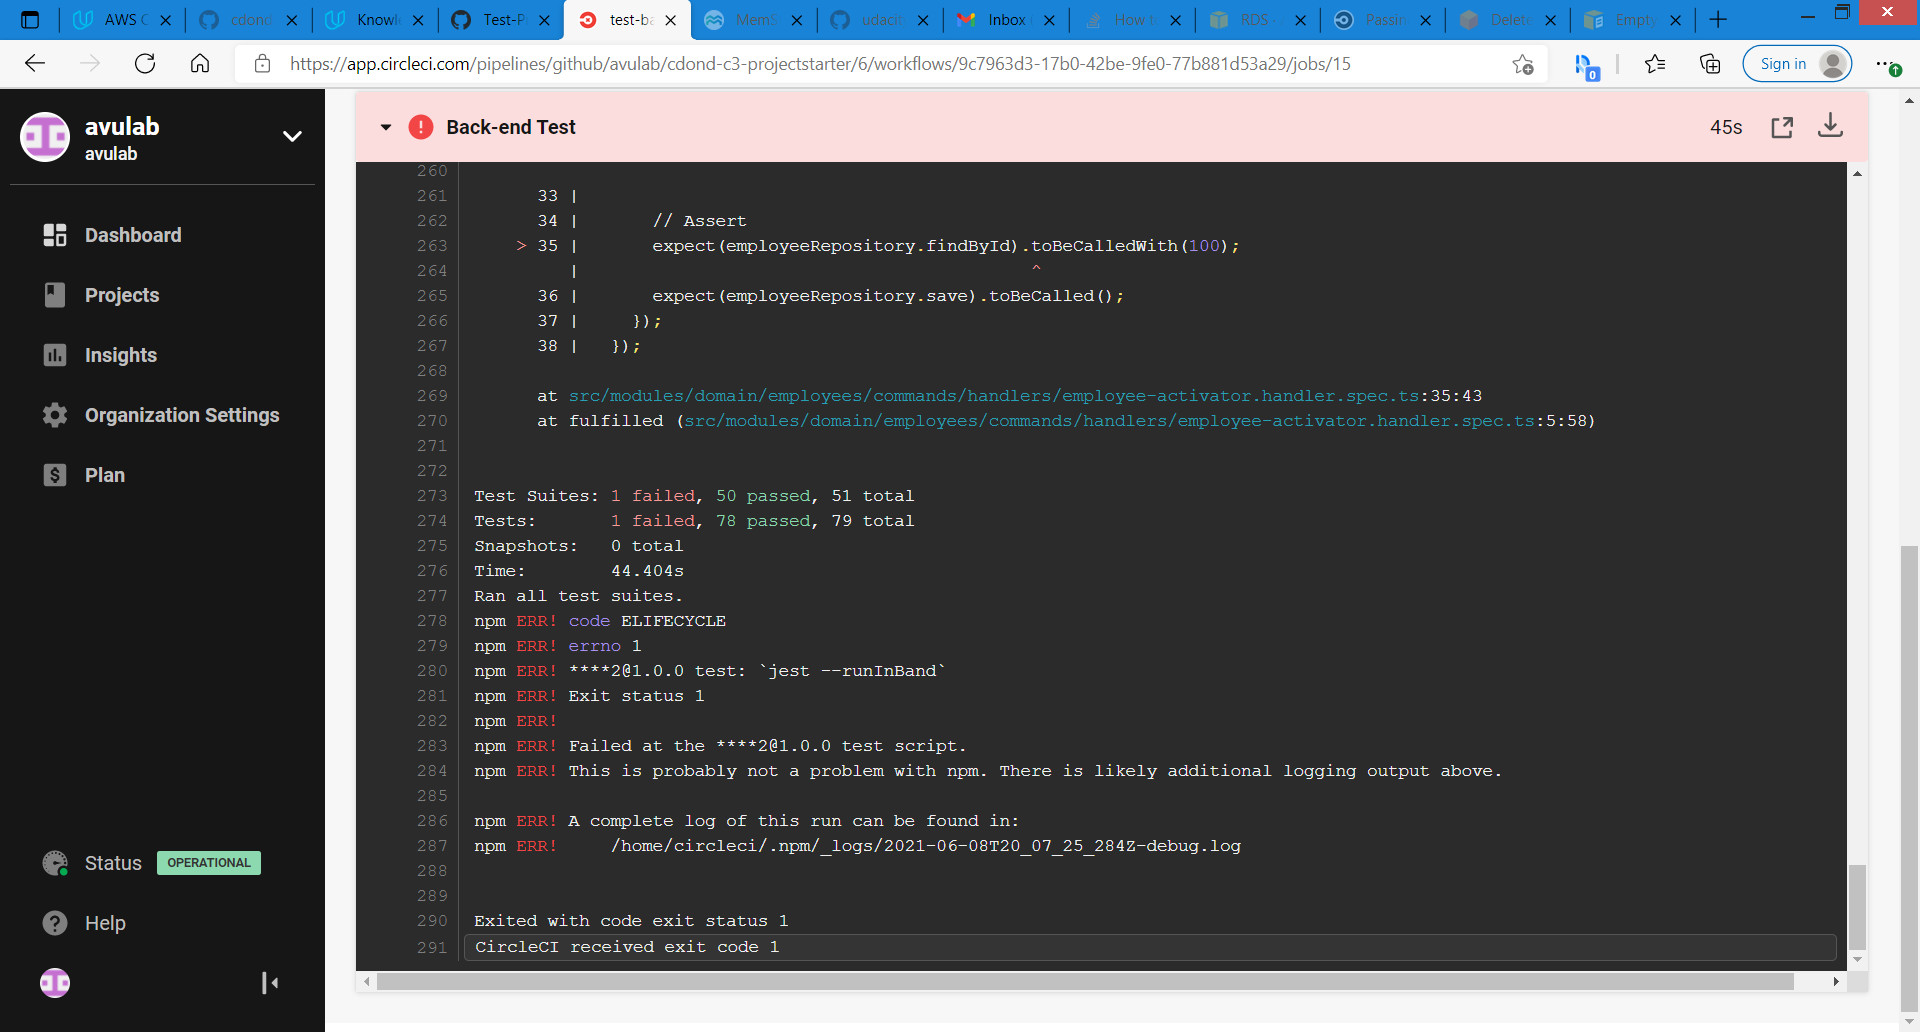 AWS C
cdond
Knowl
Test-P
test-ba
MemS
udacit
Inbox
How t
RDS
Passin
Delete
Empty
https://app.circleci.com/pipelines/github/avulab/cdond-c3-projectstarter/6/workflows/9c7963d3-17b0-42be-9fe0-77b881d53a29/jobs/15
0
Sign in
avulab
avulab
Dashboard
Projects
Insights
Organization Settings
Plan
Status OPERATIONAL
Help
Back-end Test 45s
260
261 33 |
262 34 | // Assert
263 > 35 | expect(employeeRepository.findById).toBeCalledWith(100);
264 | ^
265 36 | expect(employeeRepository.save).toBeCalled();
266 37 | });
267 38 | });
268
269 at src/modules/domain/employees/commands/handlers/employee-activator.handler.spec.ts:35:43
270 at fulfilled (src/modules/domain/employees/commands/handlers/employee-activator.handler.spec.ts:5:58)
271
272
273 Test Suites: 1 failed, 50 passed, 51 total
274 Tests: 1 failed, 78 passed, 79 total
275 Snapshots: 0 total
276 Time: 44.404s
277 Ran all test suites.
278 npm ERR! code ELIFECYCLE
279 npm ERR! errno 1
280 npm ERR! ****2@1.0.0 test: `jest --runInBand`
281 npm ERR! Exit status 1
282 npm ERR!
283 npm ERR! Failed at the ****2@1.0.0 test script.
284 npm ERR! This is probably not a problem with npm. There is likely additional logging output above.
285
286 npm ERR! A complete log of this run can be found in:
287 npm ERR! /home/circleci/.npm/_logs/2021-06-08T20_07_25_284Z-debug.log
288
289
290 Exited with code exit status 1
291 CircleCI received exit code 1